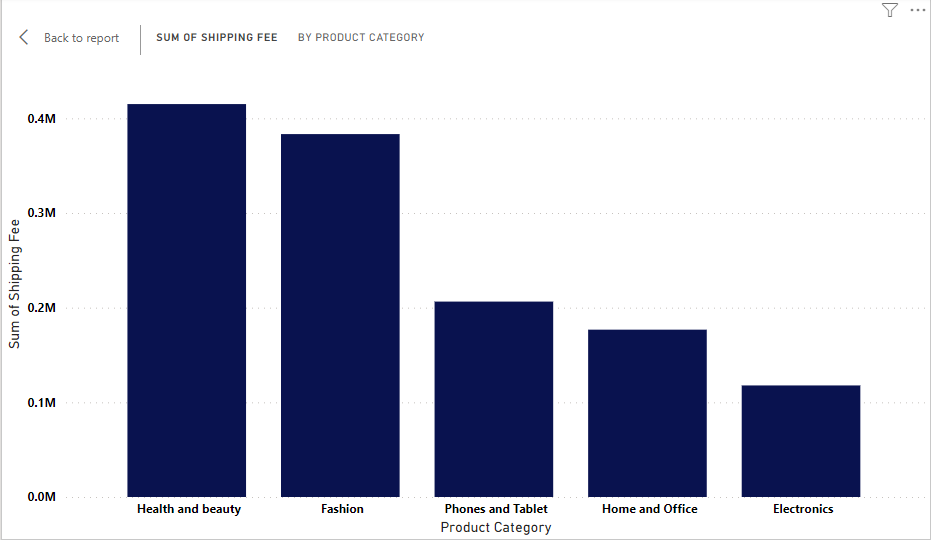 Back to report
SUM OF SHIPPING FEE BY PRODUCT CATEGORY
0.4M
0.3M
0.2M
0.1M
0.0M
Sum of Shipping Fee
Health and beauty Fashion Phones and Tablet Home and Office Electronics
Product Category